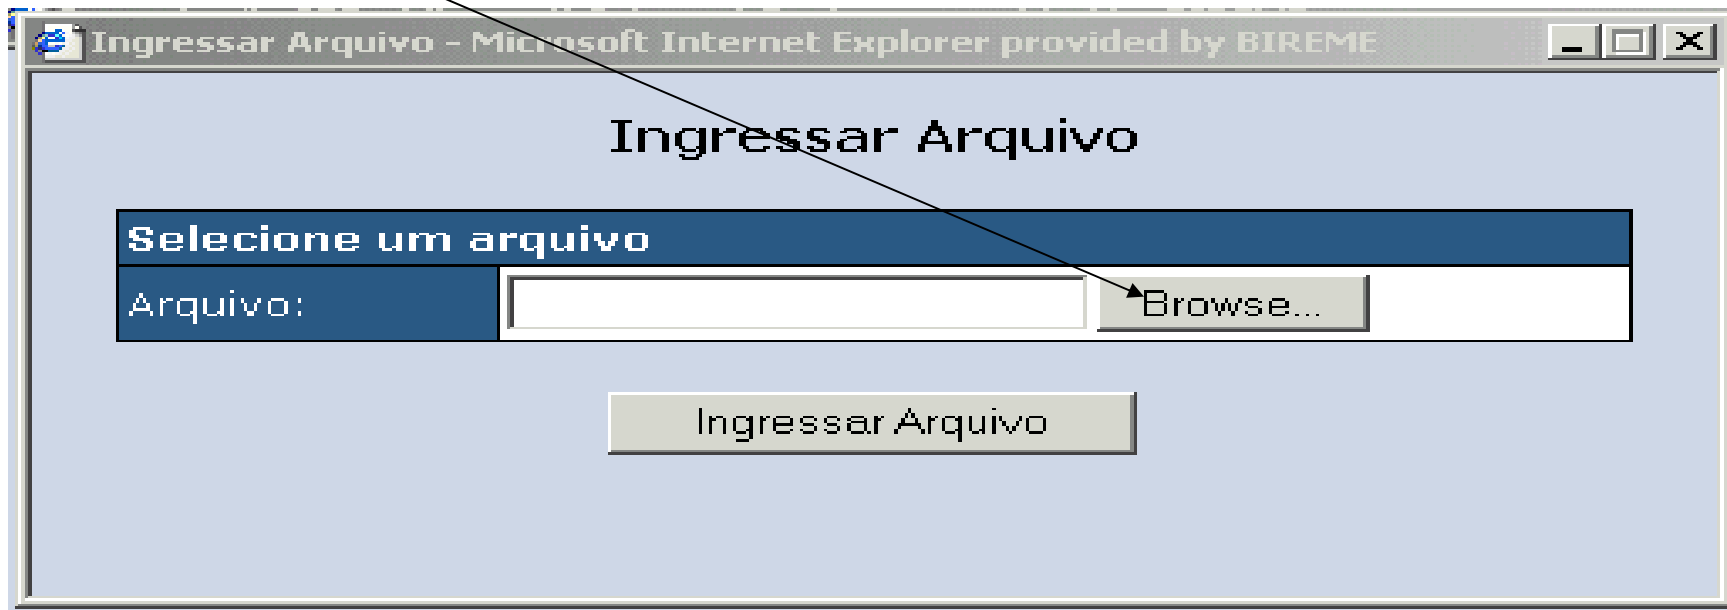 Ingressar Arquivo - Microsoft Internet Explorer provided by BIREME
Ingressar Arquivo
Selecione um arquivo
Arquivo:
Browse...
Ingressar Arquivo